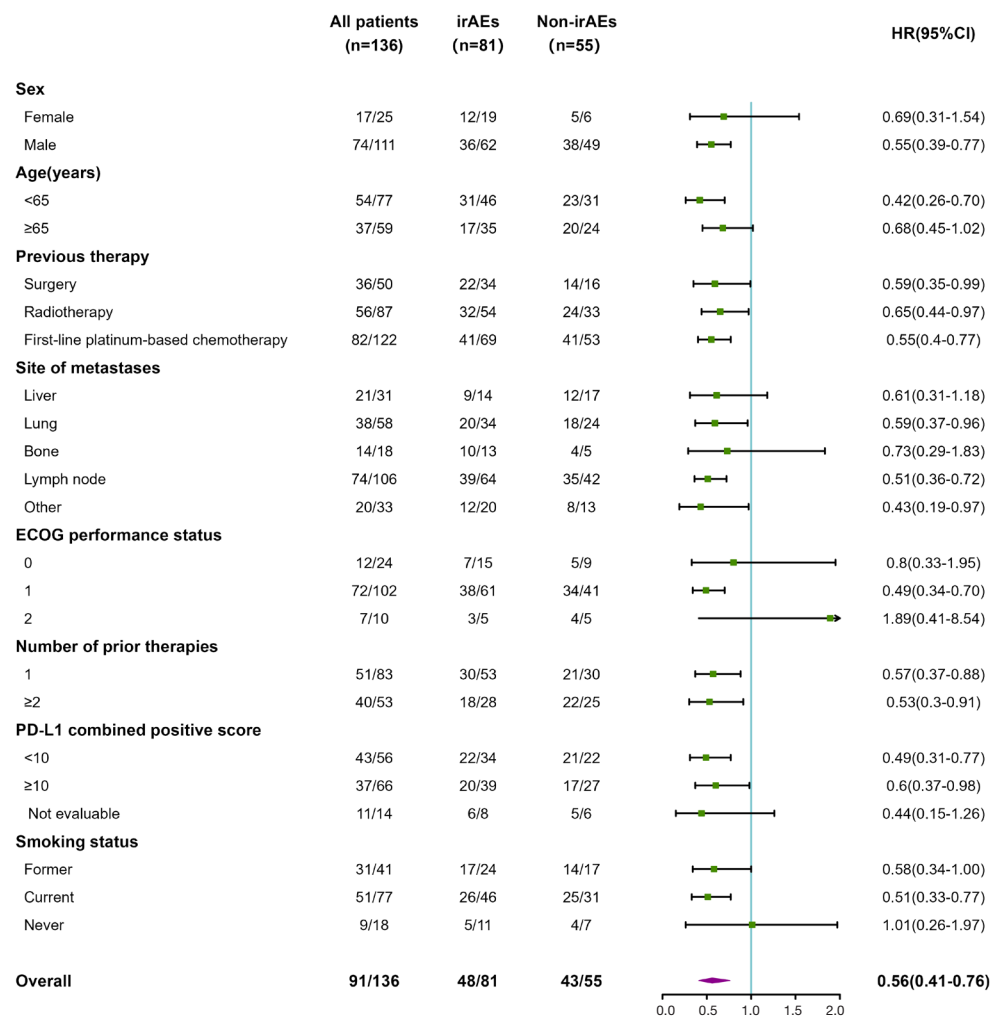 All patients irAEs Non-irAEs
(n=136) (n=81) (n=55) HR(95%CI)
Sex
Female 17/25 12/19 5/6 0.69(0.31-1.54)
Male 74/111 36/62 38/49 0.55(0.39-0.77)
Age(years)
<65 54/77 31/46 23/31 0.42(0.26-0.70)
≥65 37/59 17/35 20/24 0.68(0.45-1.02)
Previous therapy
Surgery 36/50 22/34 14/16 0.59(0.35-0.99)
Radiotherapy 56/87 32/54 24/33 0.65(0.44-0.97)
First-line platinum-based chemotherapy 82/122 41/69 41/53 0.55(0.4-0.77)
Site of metastases
Liver 21/31 9/14 12/17 0.61(0.31-1.18)
Lung 38/58 20/34 18/24 0.59(0.37-0.96)
Bone 14/18 10/13 4/5 0.73(0.29-1.83)
Lymph node 74/106 39/64 35/42 0.51(0.36-0.72)
Other 20/33 12/20 8/13 0.43(0.19-0.97)
ECOG performance status
0 12/24 7/15 5/9 0.8(0.33-1.95)
1 72/102 38/61 34/41 0.49(0.34-0.70)
2 7/10 3/5 4/5 1.89(0.41-8.54)
Number of prior therapies
1 51/83 30/53 21/30 0.57(0.37-0.88)
≥2 40/53 18/28 22/25 0.53(0.3-0.91)
PD-L1 combined positive score
<10 43/56 22/34 21/22 0.49(0.31-0.77)
≥10 37/66 20/39 17/27 0.6(0.37-0.98)
Not evaluable 11/14 6/8 5/6 0.44(0.15-1.26)
Smoking status
Former 31/41 17/24 14/17 0.58(0.34-1.00)
Current 51/77 26/46 25/31 0.51(0.33-0.77)
Never 9/18 5/11 4/7 1.01(0.26-1.97)
Overall 91/136 48/81 43/55 0.56(0.41-0.76)
0.0 0.5 1.0 1.5 2.0